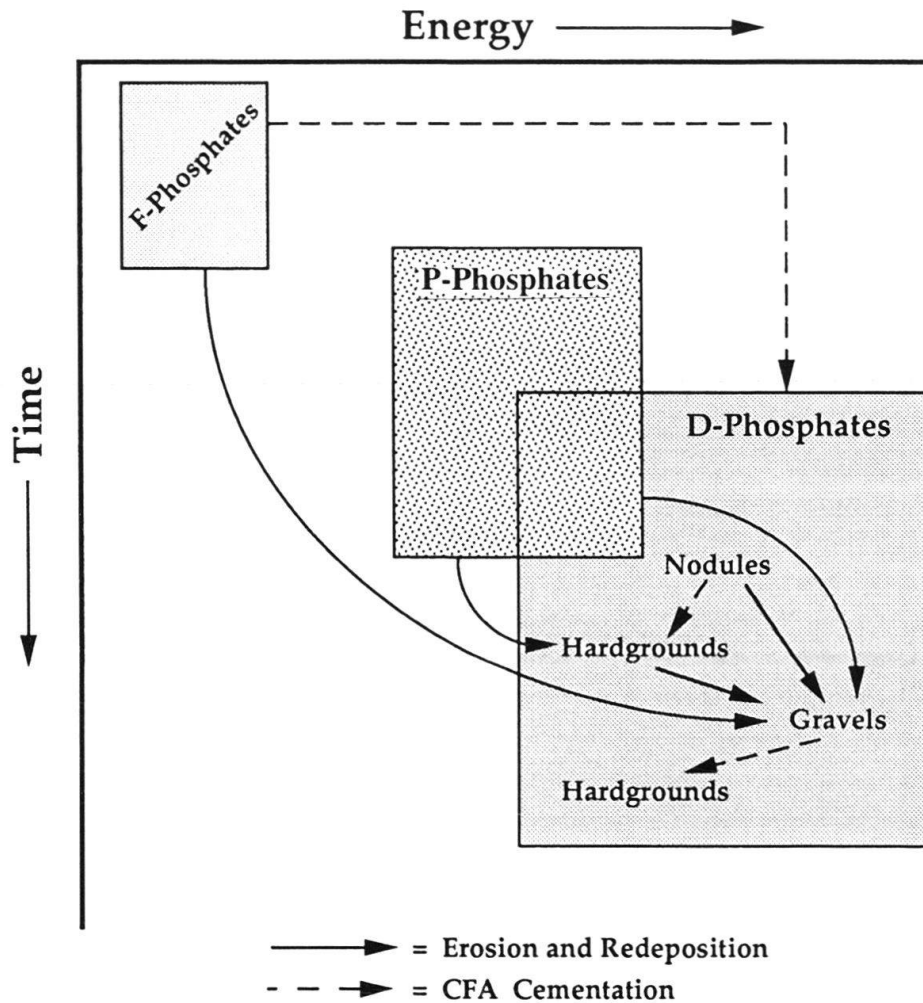 Energy
Time
F-Phosphates
P-Phosphates
D-Phosphates
Nodules
Hardgrounds
Gravels
Hardgrounds
= Erosion and Redeposition
= CFA Cementation